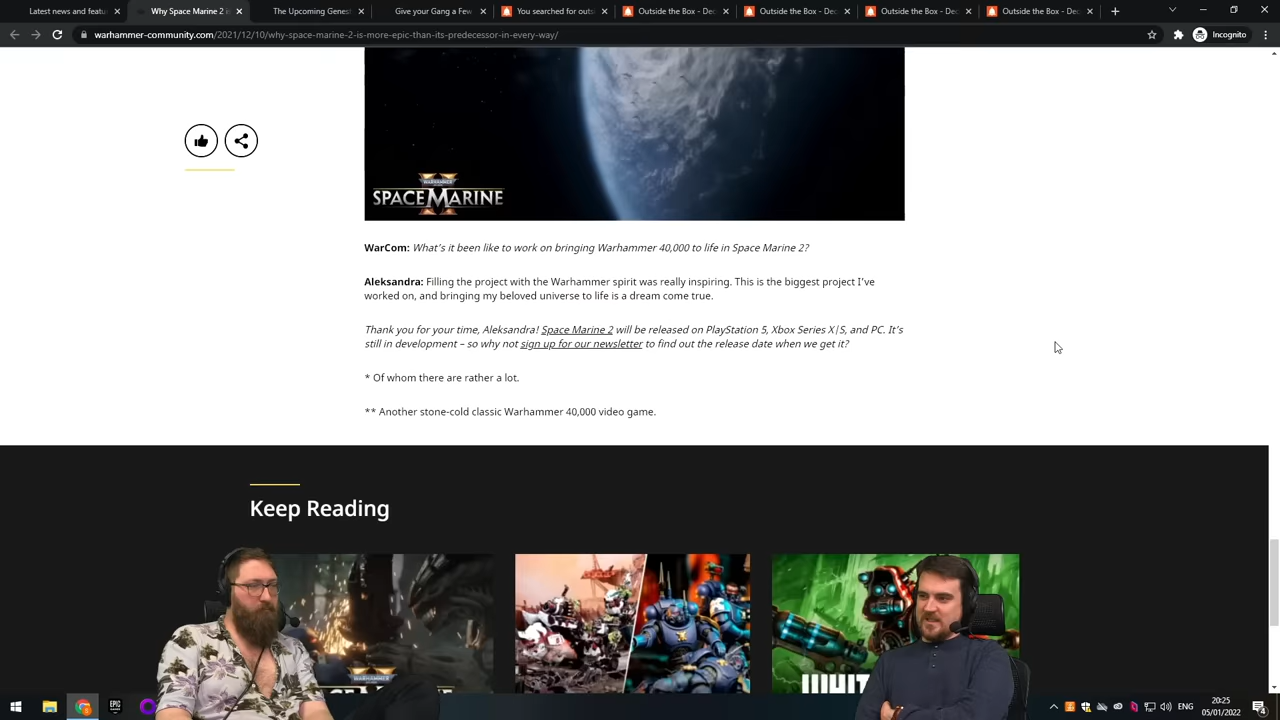 Latest news and featu
Why Space Marine 2 i
The Upcoming Genest
Give your Gang a Few
You searched for outs
Outside the Box - Dec
Outside the Box - Dec
Outside the Box - Dec
Outside the Box - Dec
warhammer-community.com/2021/12/10/why-space-marine-2-is-more-epic-than-its-predecessor-in-every-way/
Incognito
WARHAMMER
SPACE MARINE
WarCom: What's it been like to work on bringing Warhammer 40,000 to life in Space Marine 2?
Aleksandra: Filling the project with the Warhammer spirit was really inspiring. This is the biggest project I've
worked on, and bringing my beloved universe to life is a dream come true.
Thank you for your time, Aleksandra! Space Marine 2 will be released on PlayStation 5, Xbox Series X|S, and PC. It's
still in development – so why not sign up for our newsletter to find out the release date when we get it?
* Of whom there are rather a lot.
** Another stone-cold classic Warhammer 40,000 video game.
Keep Reading
WARHAMMER
EPIC
ENG
20:25
05/01/2022
4